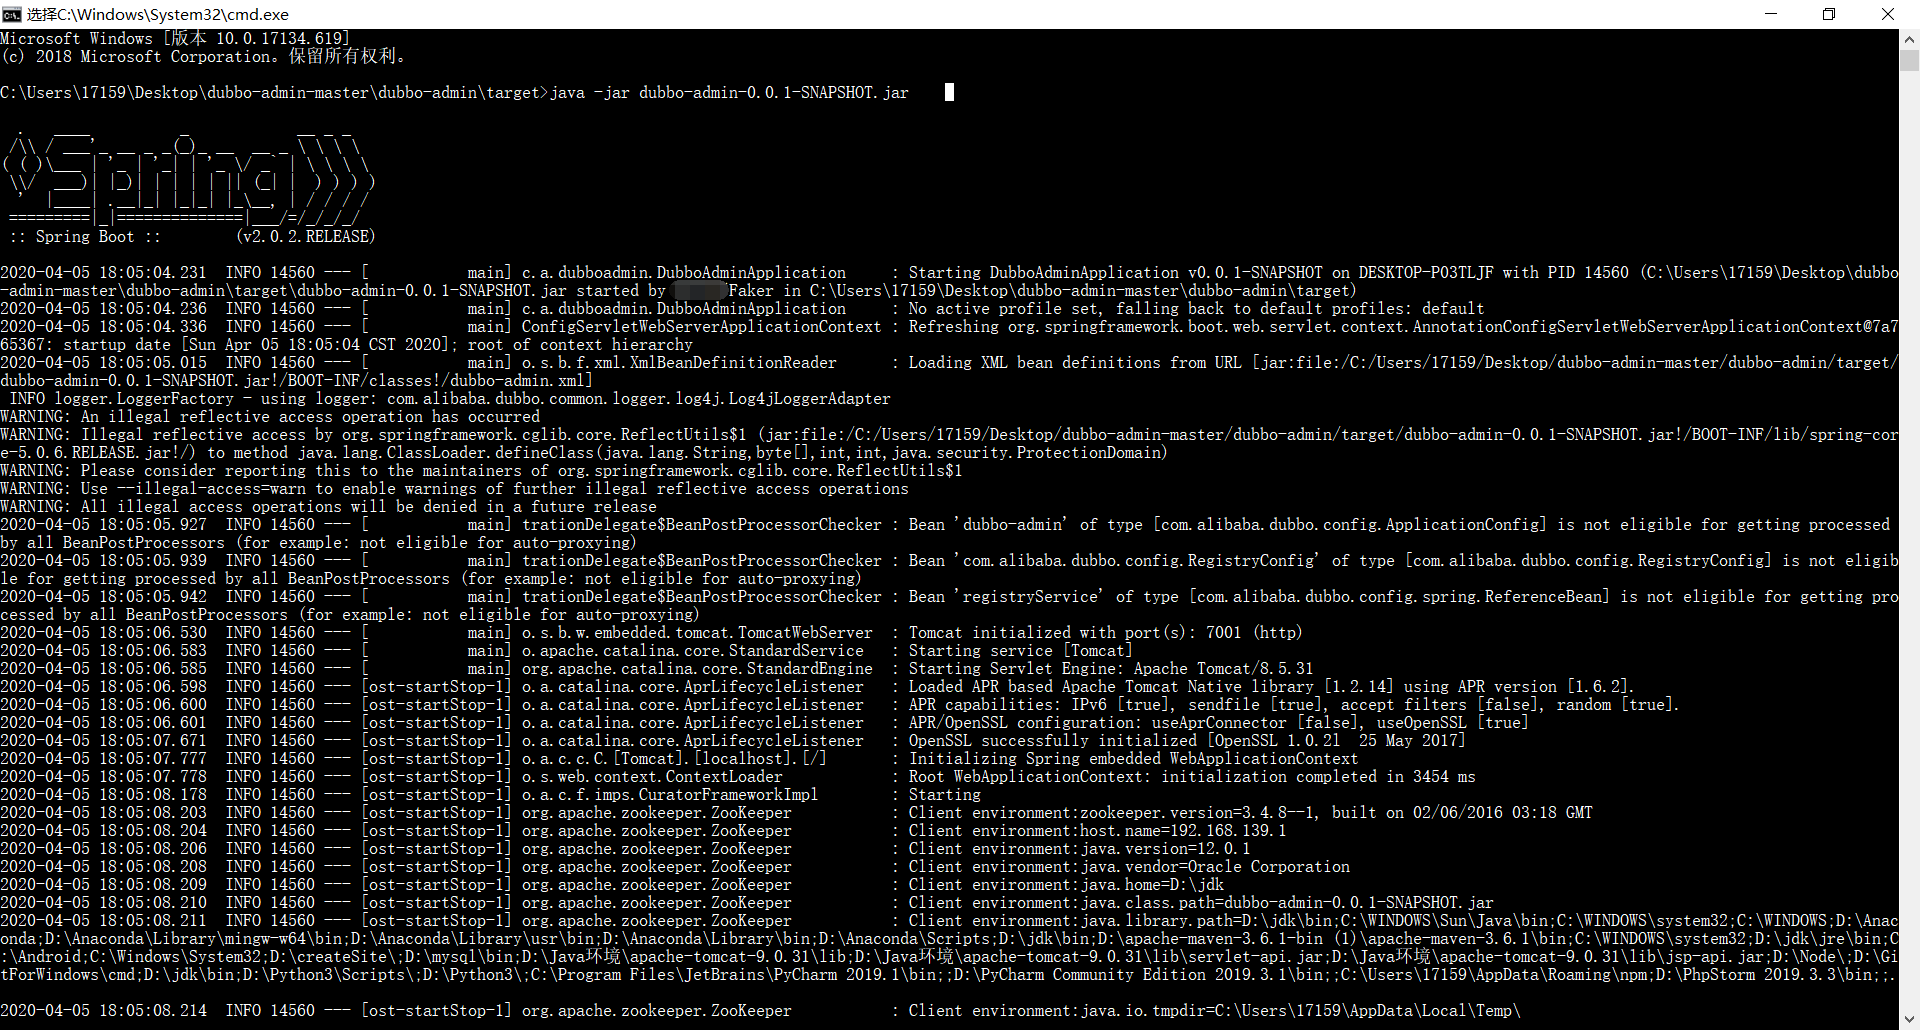 选择C:\Windows\System32\cmd.exe
Microsoft Windows [版本 10.0.17134.619]
(c) 2018 Microsoft Corporation。保留所有权利。
C:\Users\17159\Desktop\dubbo-admin-master\dubbo-admin\target>java -jar dubbo-admin-0.0.1-SNAPSHOT.jar
:: Spring Boot ::        (v2.0.2.RELEASE)
2020-04-05 18:05:04.231  INFO 14560 --- [           main] c.a.dubboadmin.DubboAdminApplication     : Starting DubboAdminApplication v0.0.1-SNAPSHOT on DESKTOP-P03TLJF with PID 14560 (C:\Users\17159\Desktop\dubbo
-admin-master\dubbo-admin\target\dubbo-admin-0.0.1-SNAPSHOT.jar started by Faker in C:\Users\17159\Desktop\dubbo-admin-master\dubbo-admin\target)
2020-04-05 18:05:04.236  INFO 14560 --- [           main] c.a.dubboadmin.DubboAdminApplication     : No active profile set, falling back to default profiles: default
2020-04-05 18:05:04.336  INFO 14560 --- [           main] ConfigServletWebServerApplicationContext : Refreshing org.springframework.boot.web.servlet.context.AnnotationConfigServletWebServerApplicationContext@7a7
65367: startup date [Sun Apr 05 18:05:04 CST 2020]; root of context hierarchy
2020-04-05 18:05:05.015  INFO 14560 --- [           main] o.s.b.f.xml.XmlBeanDefinitionReader      : Loading XML bean definitions from URL [jar:file:/C:/Users/17159/Desktop/dubbo-admin-master/dubbo-admin/target/
dubbo-admin-0.0.1-SNAPSHOT.jar!/BOOT-INF/classes!/dubbo-admin.xml]
INFO logger.LoggerFactory - using logger: com.alibaba.dubbo.common.logger.log4j.Log4jLoggerAdapter
WARNING: An illegal reflective access operation has occurred
WARNING: Illegal reflective access by org.springframework.cglib.core.ReflectUtils$1 (jar:file:/C:/Users/17159/Desktop/dubbo-admin-master/dubbo-admin/target/dubbo-admin-0.0.1-SNAPSHOT.jar!/BOOT-INF/lib/spring-cor
e-5.0.6.RELEASE.jar!/) to method java.lang.ClassLoader.defineClass(java.lang.String,byte[],int,int,java.security.ProtectionDomain)
WARNING: Please consider reporting this to the maintainers of org.springframework.cglib.core.ReflectUtils$1
WARNING: Use --illegal-access=warn to enable warnings of further illegal reflective access operations
WARNING: All illegal access operations will be denied in a future release
2020-04-05 18:05:05.927  INFO 14560 --- [           main] trationDelegate$BeanPostProcessorChecker : Bean 'dubbo-admin' of type [com.alibaba.dubbo.config.ApplicationConfig] is not eligible for getting processed
by all BeanPostProcessors (for example: not eligible for auto-proxying)
2020-04-05 18:05:05.939  INFO 14560 --- [           main] trationDelegate$BeanPostProcessorChecker : Bean 'com.alibaba.dubbo.config.RegistryConfig' of type [com.alibaba.dubbo.config.RegistryConfig] is not eligib
le for getting processed by all BeanPostProcessors (for example: not eligible for auto-proxying)
2020-04-05 18:05:05.942  INFO 14560 --- [           main] trationDelegate$BeanPostProcessorChecker : Bean 'registryService' of type [com.alibaba.dubbo.config.spring.ReferenceBean] is not eligible for getting pro
cessed by all BeanPostProcessors (for example: not eligible for auto-proxying)
2020-04-05 18:05:06.530  INFO 14560 --- [           main] o.s.b.w.embedded.tomcat.TomcatWebServer  : Tomcat initialized with port(s): 7001 (http)
2020-04-05 18:05:06.583  INFO 14560 --- [           main] o.apache.catalina.core.StandardService   : Starting service [Tomcat]
2020-04-05 18:05:06.585  INFO 14560 --- [           main] org.apache.catalina.core.StandardEngine  : Starting Servlet Engine: Apache Tomcat/8.5.31
2020-04-05 18:05:06.598  INFO 14560 --- [ost-startStop-1] o.a.catalina.core.AprLifecycleListener   : Loaded APR based Apache Tomcat Native library [1.2.14] using APR version [1.6.2].
2020-04-05 18:05:06.600  INFO 14560 --- [ost-startStop-1] o.a.catalina.core.AprLifecycleListener   : APR capabilities: IPv6 [true], sendfile [true], accept filters [false], random [true].
2020-04-05 18:05:06.601  INFO 14560 --- [ost-startStop-1] o.a.catalina.core.AprLifecycleListener   : APR/OpenSSL configuration: useAprConnector [false], useOpenSSL [true]
2020-04-05 18:05:07.671  INFO 14560 --- [ost-startStop-1] o.a.catalina.core.AprLifecycleListener   : OpenSSL successfully initialized [OpenSSL 1.0.2l  25 May 2017]
2020-04-05 18:05:07.777  INFO 14560 --- [ost-startStop-1] o.a.c.c.C.[Tomcat].[localhost].[/]       : Initializing Spring embedded WebApplicationContext
2020-04-05 18:05:07.778  INFO 14560 --- [ost-startStop-1] o.s.web.context.ContextLoader            : Root WebApplicationContext: initialization completed in 3454 ms
2020-04-05 18:05:08.178  INFO 14560 --- [ost-startStop-1] o.a.c.f.imps.CuratorFrameworkImpl        : Starting
2020-04-05 18:05:08.203  INFO 14560 --- [ost-startStop-1] org.apache.zookeeper.ZooKeeper           : Client environment:zookeeper.version=3.4.8--1, built on 02/06/2016 03:18 GMT
2020-04-05 18:05:08.204  INFO 14560 --- [ost-startStop-1] org.apache.zookeeper.ZooKeeper           : Client environment:host.name=192.168.139.1
2020-04-05 18:05:08.206  INFO 14560 --- [ost-startStop-1] org.apache.zookeeper.ZooKeeper           : Client environment:java.version=12.0.1
2020-04-05 18:05:08.208  INFO 14560 --- [ost-startStop-1] org.apache.zookeeper.ZooKeeper           : Client environment:java.vendor=Oracle Corporation
2020-04-05 18:05:08.209  INFO 14560 --- [ost-startStop-1] org.apache.zookeeper.ZooKeeper           : Client environment:java.home=D:\jdk
2020-04-05 18:05:08.210  INFO 14560 --- [ost-startStop-1] org.apache.zookeeper.ZooKeeper           : Client environment:java.class.path=dubbo-admin-0.0.1-SNAPSHOT.jar
2020-04-05 18:05:08.211  INFO 14560 --- [ost-startStop-1] org.apache.zookeeper.ZooKeeper           : Client environment:java.library.path=D:\jdk\bin;C:\WINDOWS\Sun\Java\bin;C:\WINDOWS\system32;C:\WINDOWS;D:\Anac
onda;D:\Anaconda\Library\mingw-w64\bin;D:\Anaconda\Library\usr\bin;D:\Anaconda\Library\bin;D:\Anaconda\Scripts;D:\jdk\bin;D:\apache-maven-3.6.1-bin (1)\apache-maven-3.6.1\bin;C:\WINDOWS\system32;D:\jdk\jre\bin;C
:\Android;C:\Windows\System32;D:\createSite\;D:\mysql\bin;D:\Java环境\apache-tomcat-9.0.31\lib;D:\Java环境\apache-tomcat-9.0.31\lib\servlet-api.jar;D:\Java环境\apache-tomcat-9.0.31\lib\jsp-api.jar;D:\Node\;D:\Gi
tForWindows\cmd;D:\jdk\bin;D:\Python3\Scripts\;D:\Python3\;C:\Program Files\JetBrains\PyCharm 2019.1\bin;;D:\PyCharm Community Edition 2019.3.1\bin;;C:\Users\17159\AppData\Roaming\npm;D:\PhpStorm 2019.3.3\bin;;.
2020-04-05 18:05:08.214  INFO 14560 --- [ost-startStop-1] org.apache.zookeeper.ZooKeeper           : Client environment:java.io.tmpdir=C:\Users\17159\AppData\Local\Temp\